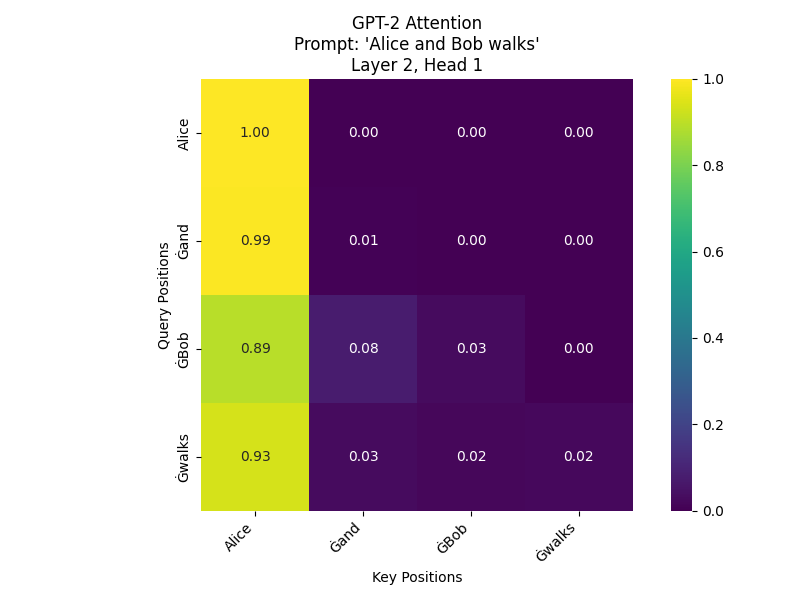 GPT-2 Attention
Prompt: 'Alice and Bob walks'
Layer 2, Head 1
Query Positions
Alice
1.00 0.00 0.00 0.00
Ġand
0.99 0.01 0.00 0.00
ĠBob
0.89 0.08 0.03 0.00
Ġwalks
0.93 0.03 0.02 0.02
Alice Ġand ĠBob Ġwalks
Key Positions
1.0
0.8
0.6
0.4
0.2
0.0